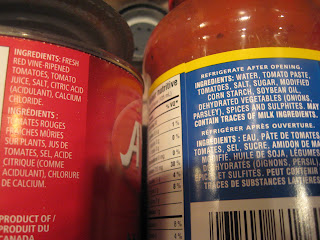 INGREDIENTS: FRESH
RED VINE-RIPENED
TOMATOES, TOMATO
JUICE, SALT, CITRIC ACID
(ACIDULANT), CALCIUM
CHLORIDE.
INGRÉDIENTS :
TOMATES ROUGES
FRAÎCHES MÛRIES
SUR PLANTS, JUS DE
TOMATES, SEL, ACIDE
CITRIQUE (COMME
ACIDULANT), CHLORURE
DE CALCIUM.
PRODUCT OF /
PRODUIT DU
CANADA
REFRIGERATE AFTER OPENING.
INGREDIENTS: WATER, TOMATO PASTE,
TOMATOES, SALT, SUGAR, MODIFIED
CORN STARCH, SOYBEAN OIL,
DEHYDRATED VEGETABLES (ONIONS,
PARSLEY), SPICES AND SULPHITES. MAY
CONTAIN TRACES OF MILK INGREDIENTS.
RÉFRIGÉRER APRÈS OUVERTURE.
INGRÉDIENTS : EAU, PÂTE DE TOMATES
TOMATES, SEL, SUCRE, AMIDON DE
MODIFIÉ, HUILE DE SOJA, LÉGUMES
DÉSHYDRATÉS (OIGNONS, PERSIL),
ET SULFITES. PEUT CONTENIR
DES TRACES DE SUBSTANCES